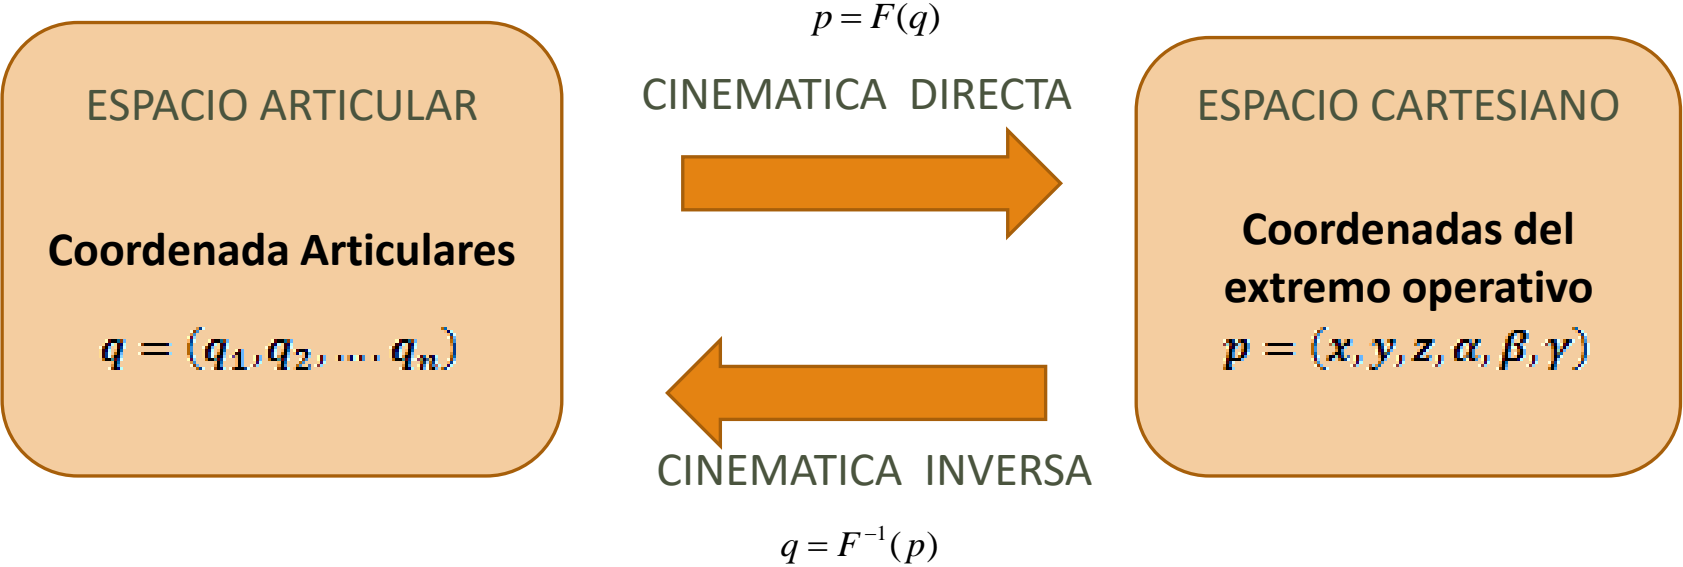 p = F(q)
CINEMATICA DIRECTA
ESPACIO ARTICULAR
Coordenada Articulares
q = (q₁, q₂, .... qₙ)
ESPACIO CARTESIANO
Coordenadas del
extremo operativo
p = (x, y, z, α, β, γ)
CINEMATICA INVERSA
q = F⁻¹(p)